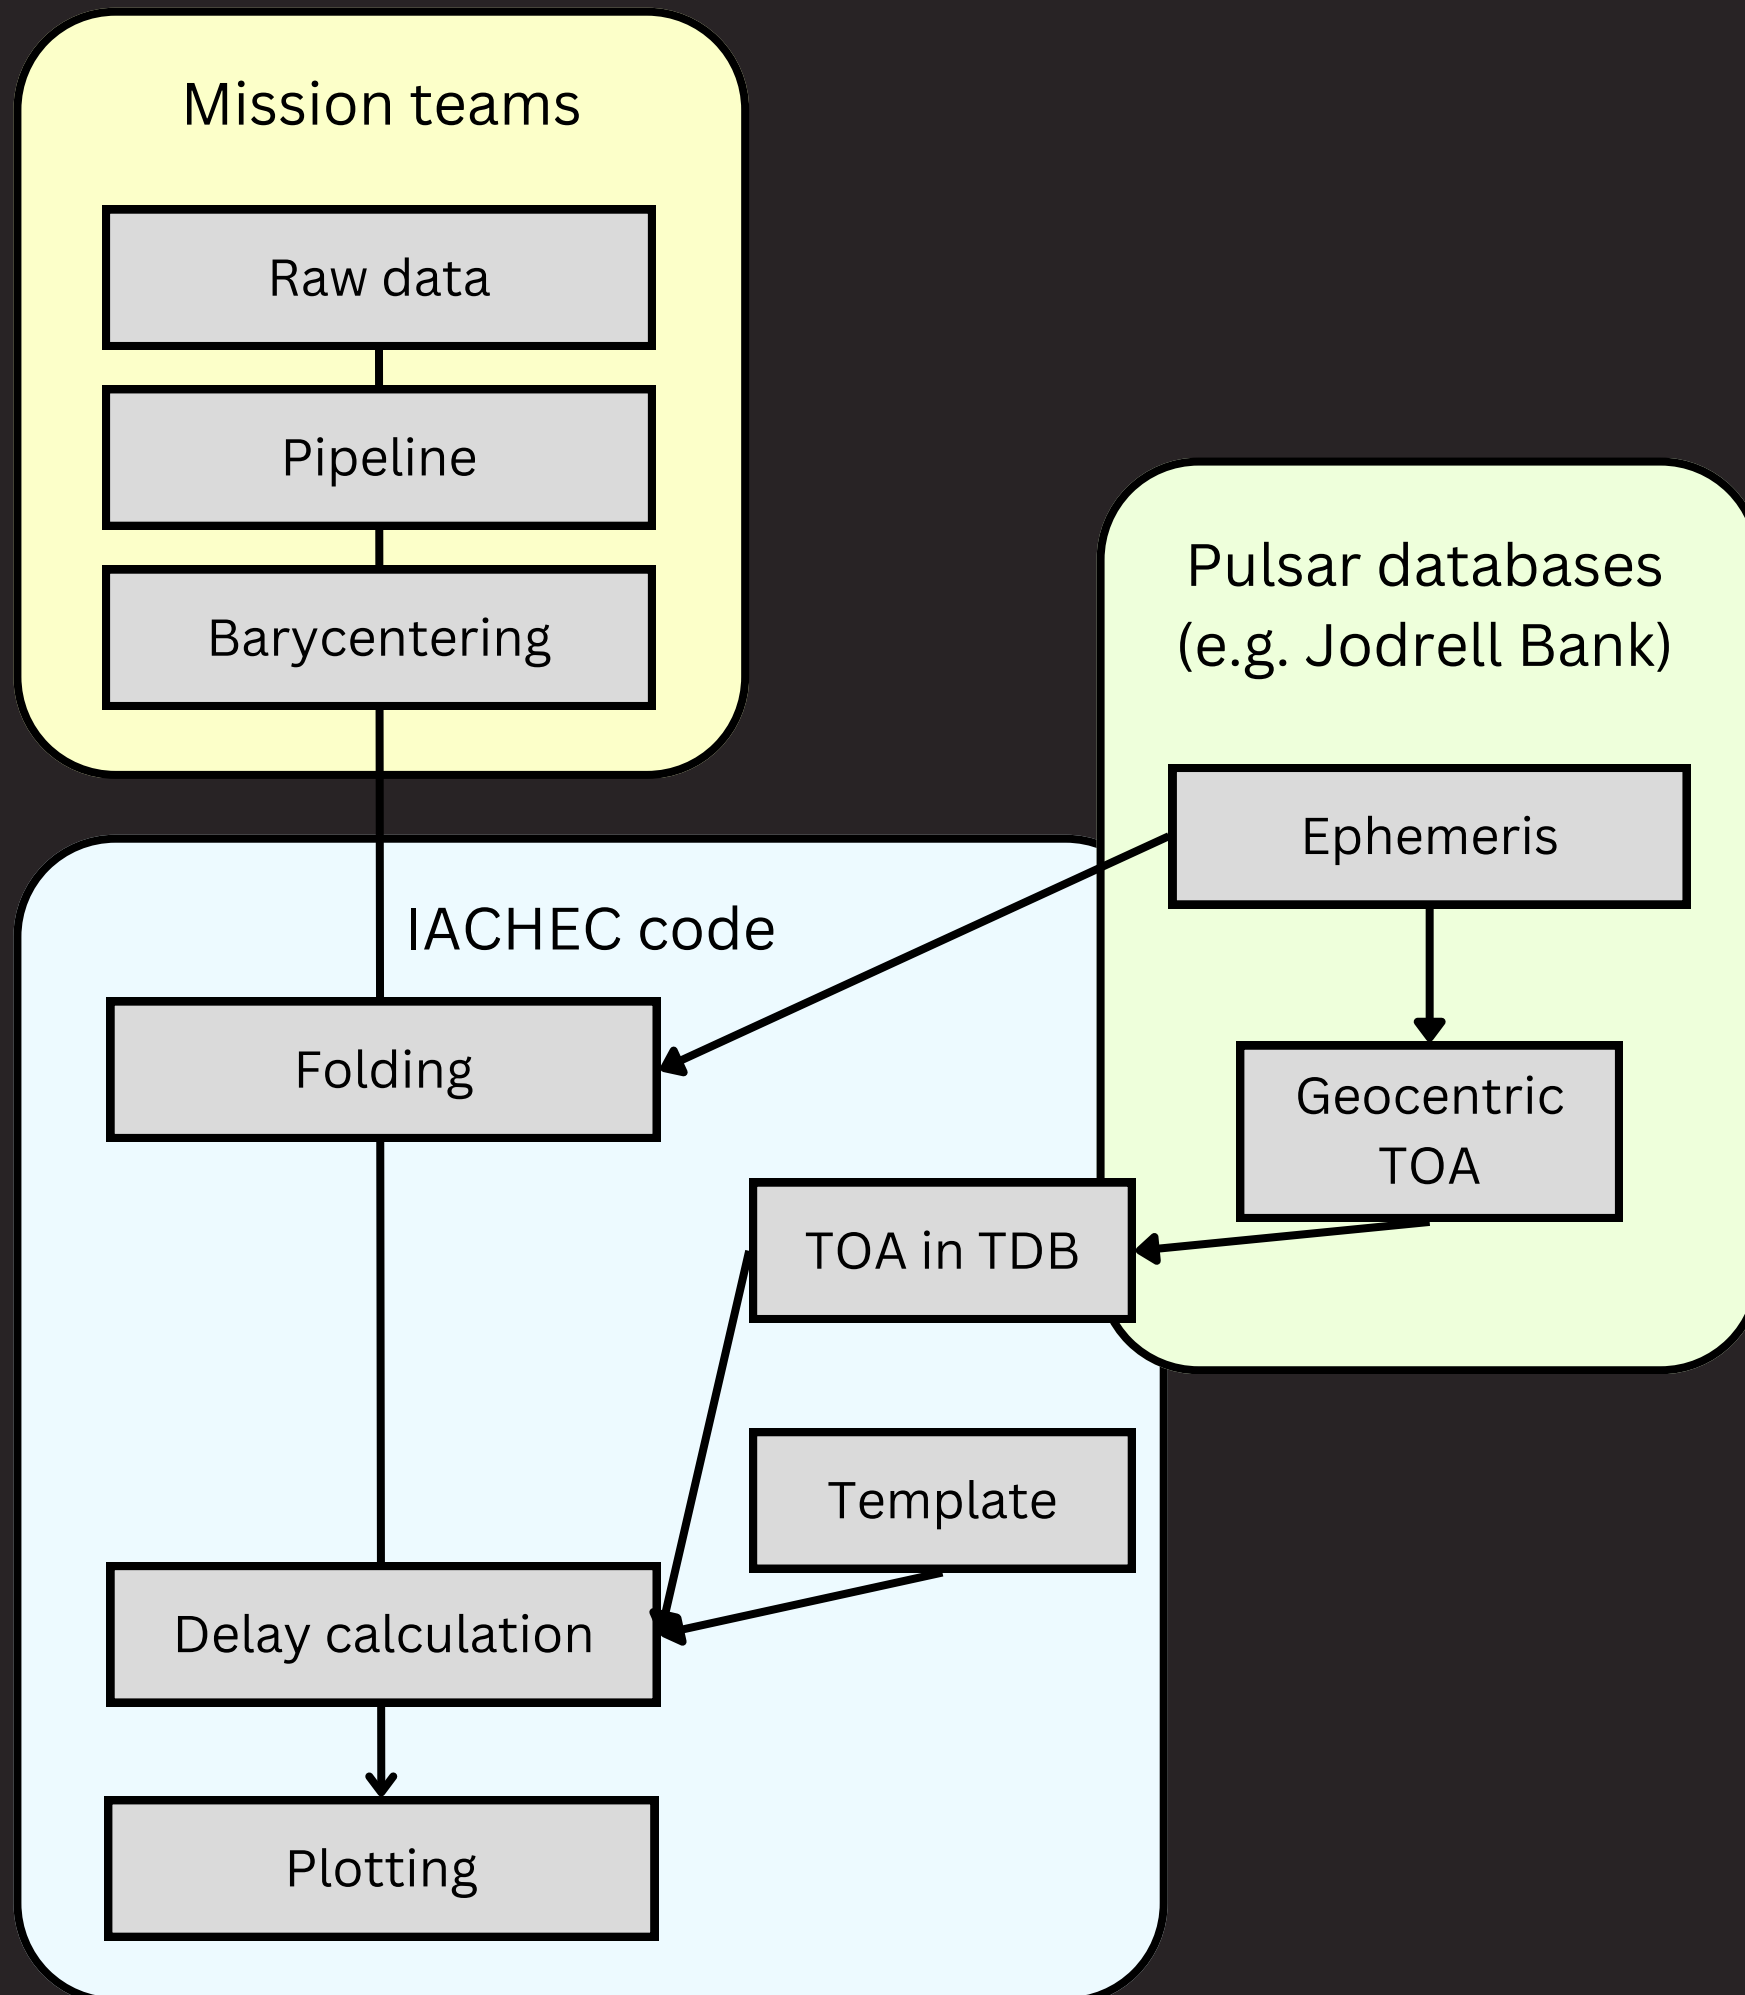 Mission teams
Raw data
Pipeline
Barycentering
Pulsar databases
(e.g. Jodrell Bank)
Ephemeris
Geocentric
TOA
IACHEC code
Folding
TOA in TDB
Template
Delay calculation
Plotting